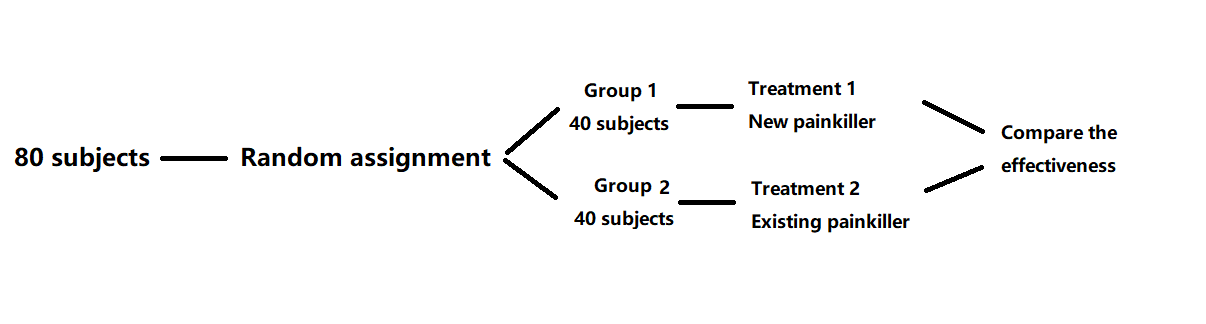 80 subjects
Random assignment
Group 1
40 subjects
Treatment 1
New painkiller
Group 2
40 subjects
Treatment 2
Existing painkiller
Compare the
effectiveness